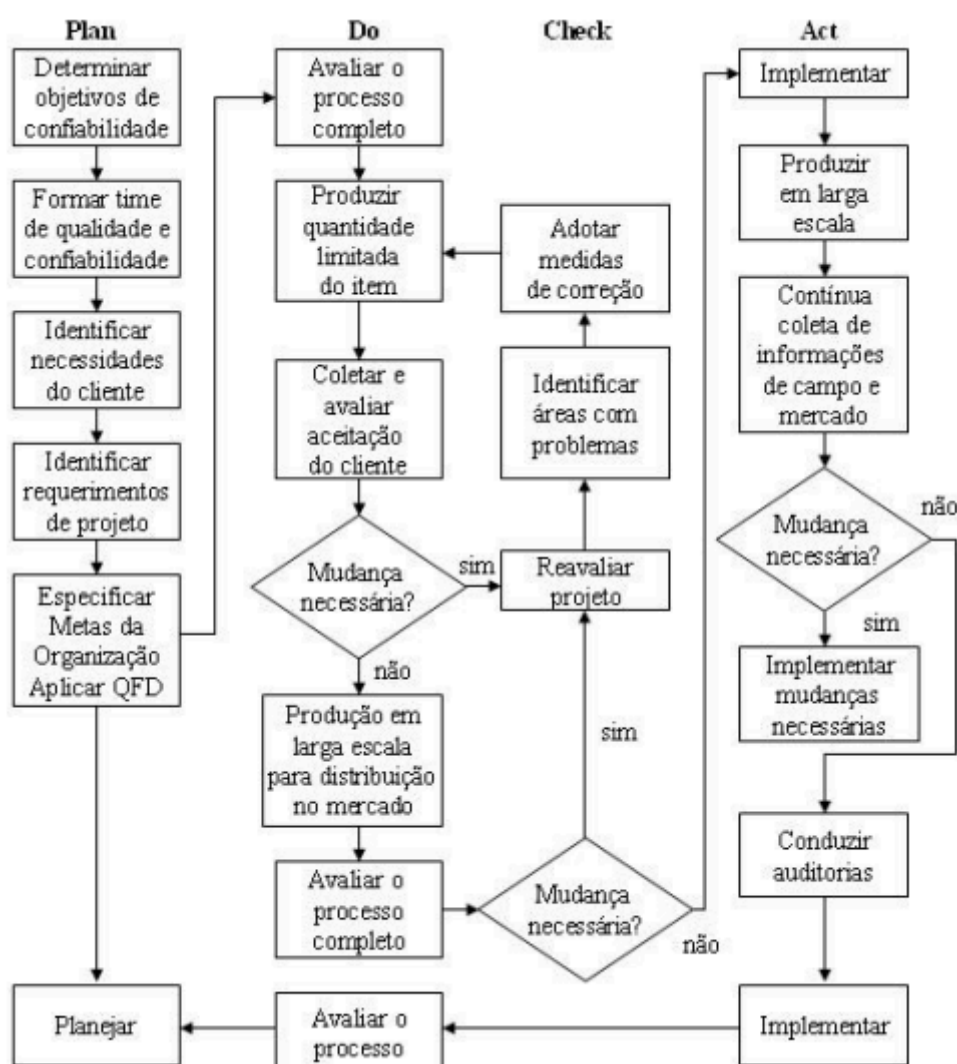 Plan
Determinar
objetivos de
confiabilidade
Formar time
de qualidade e
confiabilidade
Identificar
necessidades
do cliente
Identificar
requerimentos
de projeto
Especificar
Metas da
Organização
Aplicar QFD
Planejar
Do
Avaliar o
processo
completo
Produzir
quantidade
limitada
do item
Coletar e
avaliar
aceitação
do cliente
Mudança
necessária?
sim
não
Produção em
larga escala
para distribuição
no mercado
Avaliar o
processo
completo
Avaliar o
processo
Check
Adotar
medidas
de correção
Identificar
áreas com
problemas
Reavaliar
projeto
sim
Mudança
necessária?
não
Act
Implementar
Produzir
em larga
escala
Contínua
coleta de
informações
de campo e
mercado
Mudança
necessária?
não
sim
Implementar
mudanças
necessárias
Conduzir
auditorias
Implementar